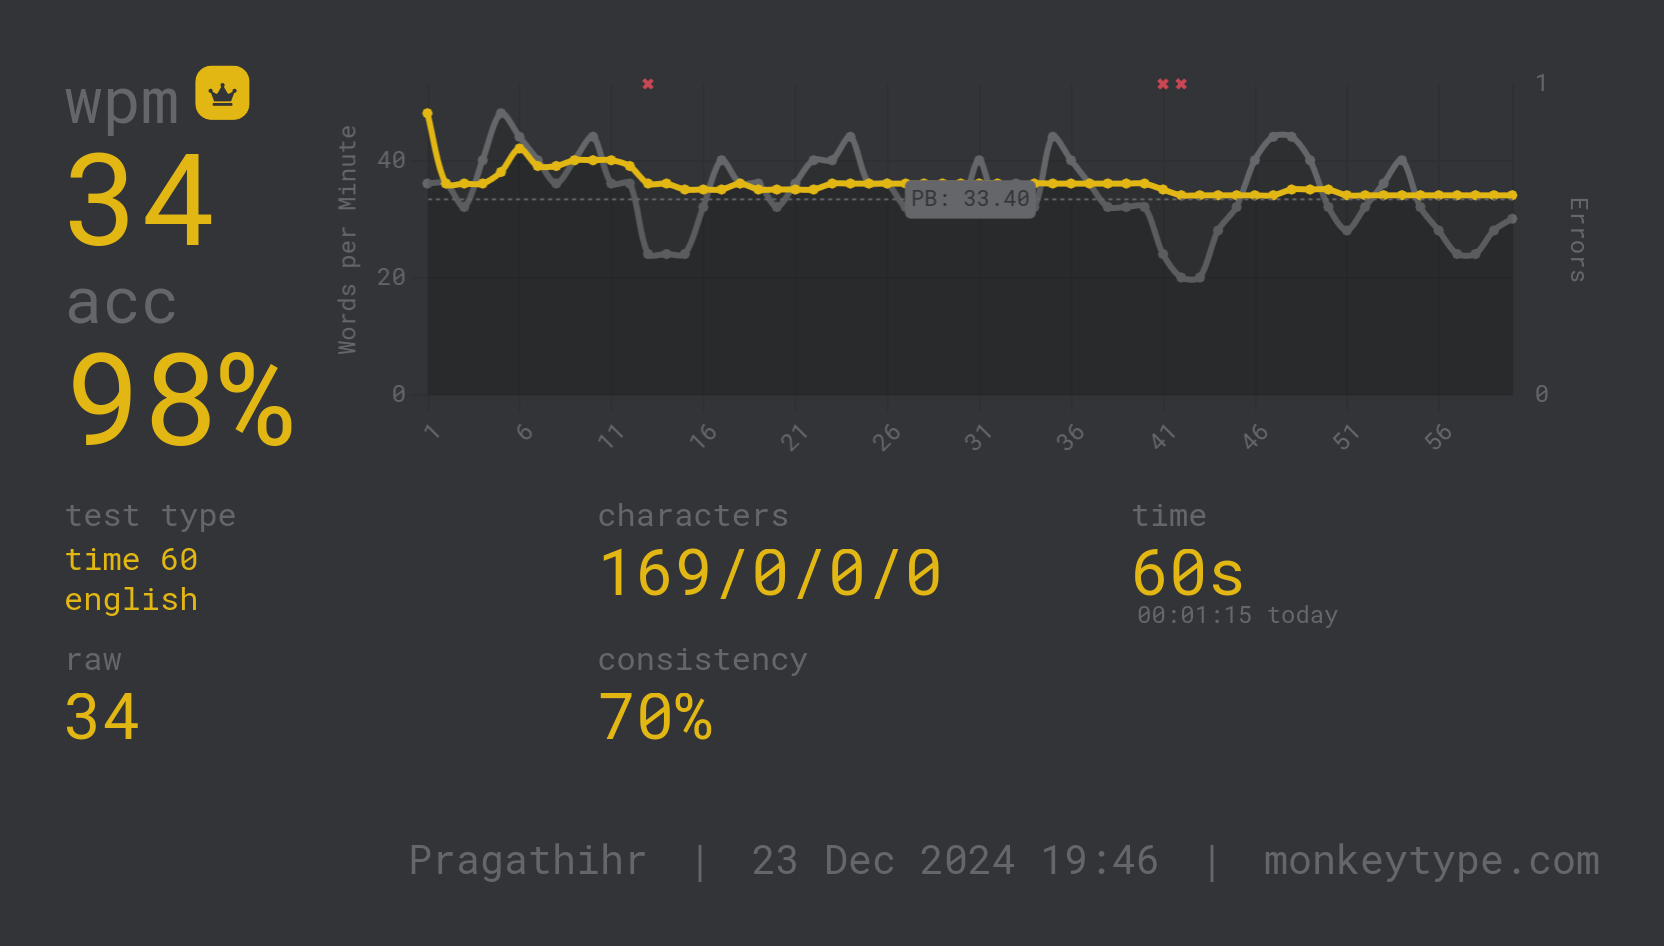 wpm
34
acc
98%
Words per Minute
40
20
0
PB: 33.40
1
0
Errors
1 6 11 16 21 26 31 36 41 46 51 56
test type
time 60
english
characters
169/0/0/0
time
60s
00:01:15 today
raw
34
consistency
70%
Pragathihr | 23 Dec 2024 19:46 | monkeytype.com